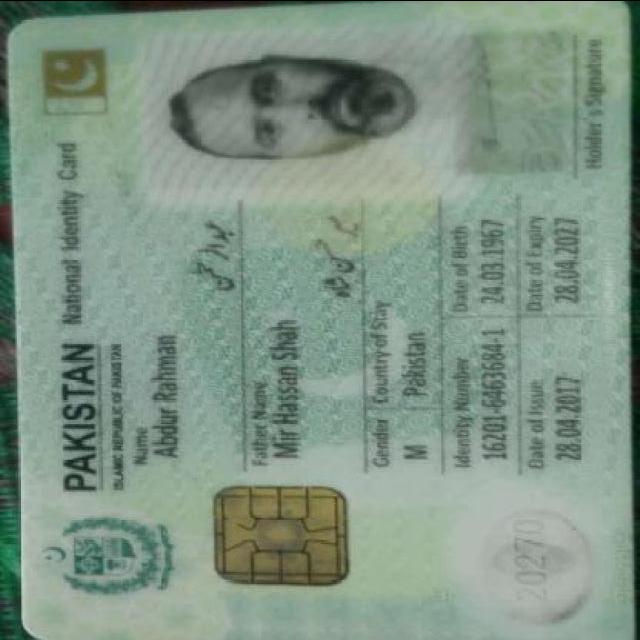 PAKISTAN National Identity Card
ISLAMIC REPUBLIC OF PAKISTAN
Name
Abdur Rahman
Father Name
Mir Hassan Shah
Gender Country of Stay
M Pakistan
Identity Number Date of Birth
16201-6463684-1 24.03.1967
Date of Issue Date of Expiry
28.04.2017 28.04.2027
Holder's Signature